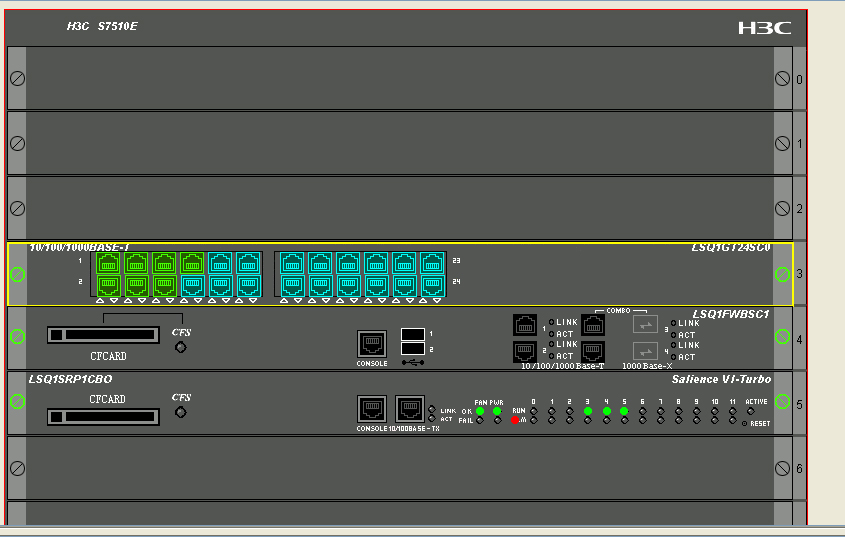 H3C S7510E
H3C
0
1
2
10/100/1000BASE-T
LSQ1GT24SC0
1
23
2
24
3
LSQ1FWBSC1
CFS
CFCARD
CONSOLE
1
2
COMBO
1 LINK
ACT
2 LINK
ACT
3 LINK
ACT
4 LINK
ACT
10/100/1000 Base-T
1000 Base-X
4
LSQ1SRP1CBO
Salience VI-Turbo
CFCARD
CFS
CONSOLE 10/100BASE-TX
LINK
ACT
FAN PWR
OK
FAIL
RUN
0 1 2 3 4 5 6 7 8 9 10 11 ACTIVE
RESET
5
6